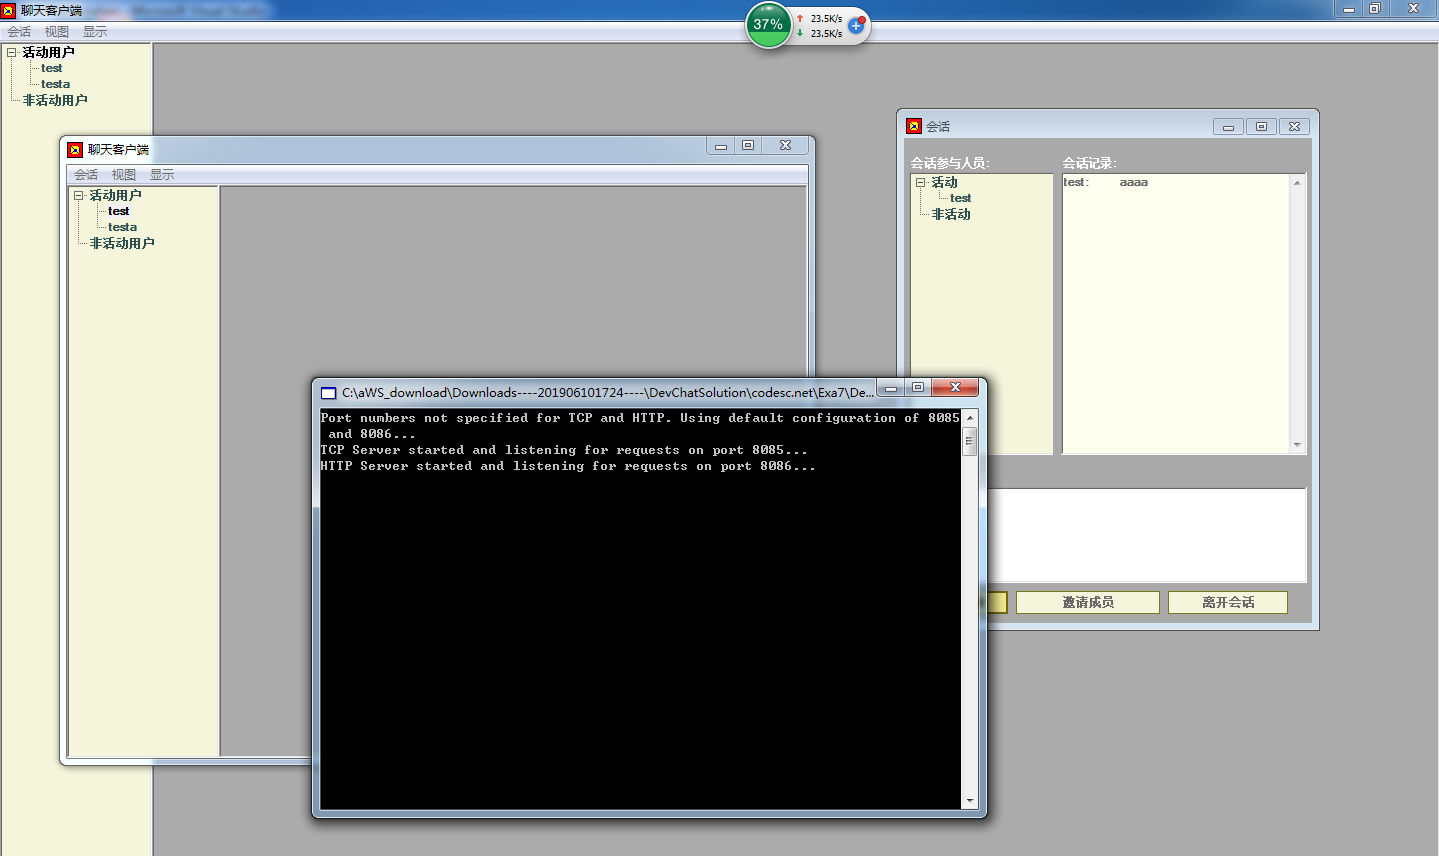 聊天客户端
37%
23.5K/s
23.5K/s
会话 视图 显示
活动用户
test
testa
非活动用户
聊天客户端
会话 视图 显示
活动用户
test
testa
非活动用户
会话
会话参与人员:
会话记录:
活动
test
非活动
test: aaaa
邀请成员
离开会话
C:\aWS_download\Downloads----201906101724----\DevChatSolution\codesc.net\Exa7\De...
Port numbers not specified for TCP and HTTP. Using default configuration of 8085
and 8086...
TCP Server started and listening for requests on port 8085...
HTTP Server started and listening for requests on port 8086...